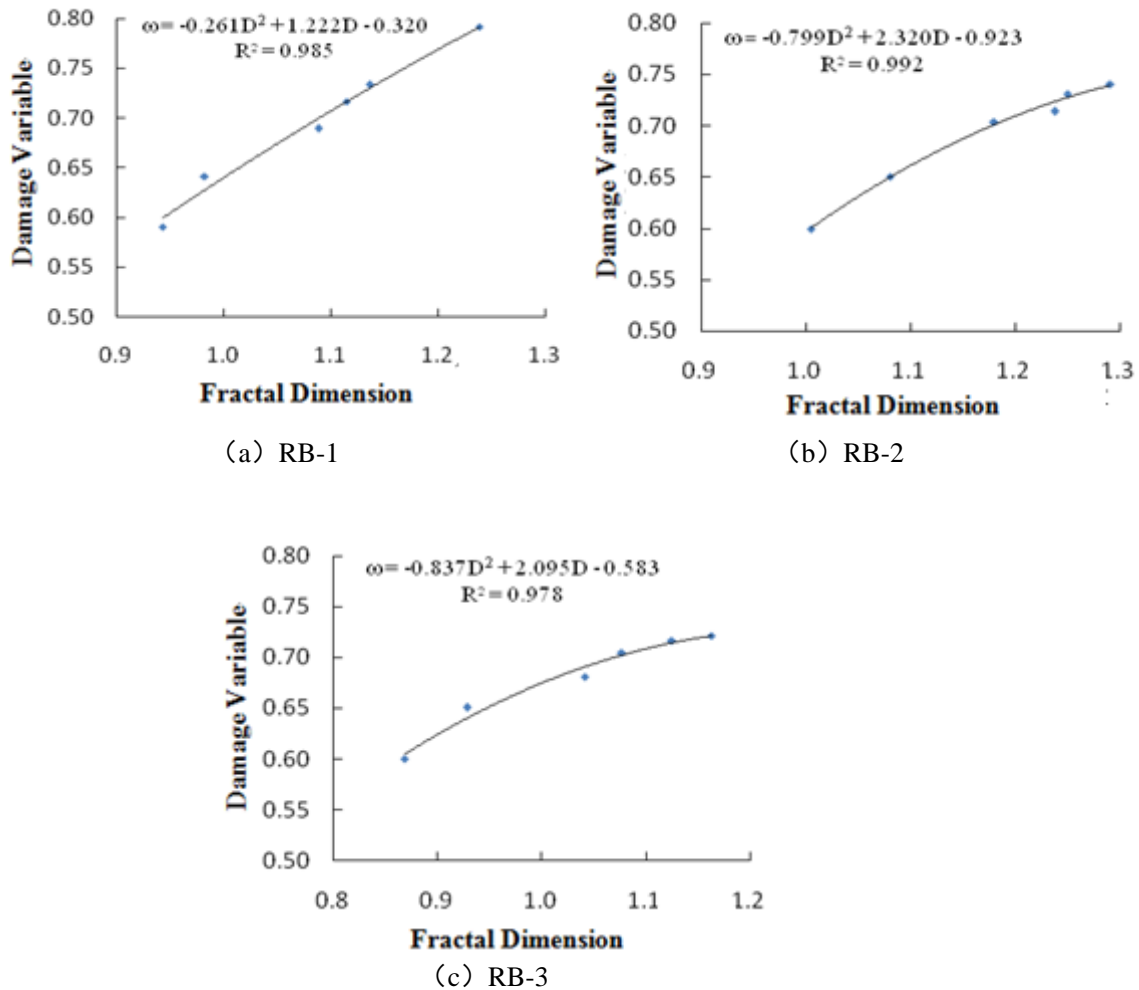 ω= -0.261D² + 1.222D - 0.320
R² = 0.985
0.80
0.75
0.70
0.65
0.60
0.55
0.50
Damage Variable
0.9 1.0 1.1 1.2 1.3
Fractal Dimension
(a) RB-1
ω= -0.799D² + 2.320D - 0.923
R² = 0.992
0.80
0.75
0.70
0.65
0.60
0.55
0.50
Damage Variable
0.9 1.0 1.1 1.2 1.3
Fractal Dimension
(b) RB-2
ω= -0.837D² + 2.095D - 0.583
R² = 0.978
0.80
0.75
0.70
0.65
0.60
0.55
0.50
Damage Variable
0.8 0.9 1.0 1.1 1.2
Fractal Dimension
(c) RB-3